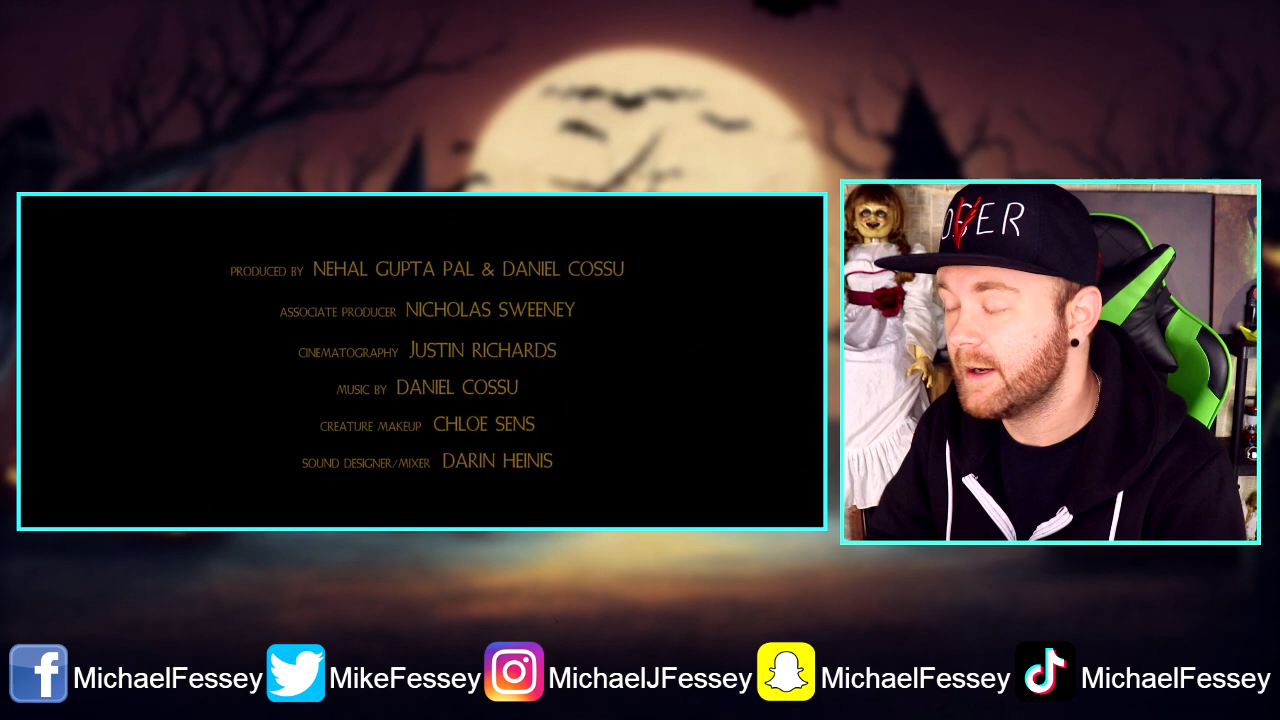 PRODUCED BY NEHAL GUPTA PAL & DANIEL COSSU
ASSOCIATE PRODUCER NICHOLAS SWEENEY
CINEMATOGRAPHY JUSTIN RICHARDS
MUSIC BY DANIEL COSSU
CREATURE MAKEUP CHLOE SENS
SOUND DESIGNER/MIXER DARIN HEINIS
MichaelFessey MikeFessey MichaelJFessey MichaelFessey MichaelFessey